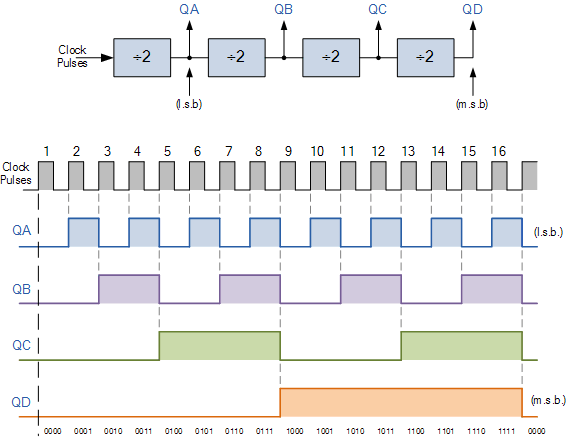 QA QB QC QD
Clock
Pulses
÷2 ÷2 ÷2 ÷2
(l.s.b) (m.s.b)
1 2 3 4 5 6 7 8 9 10 11 12 13 14 15 16
Clock
Pulses
QA (l.s.b.)
QB
QC
QD (m.s.b.)
0000 0001 0010 0011 0100 0101 0110 0111 1000 1001 1010 1011 1100 1101 1110 1111 0000